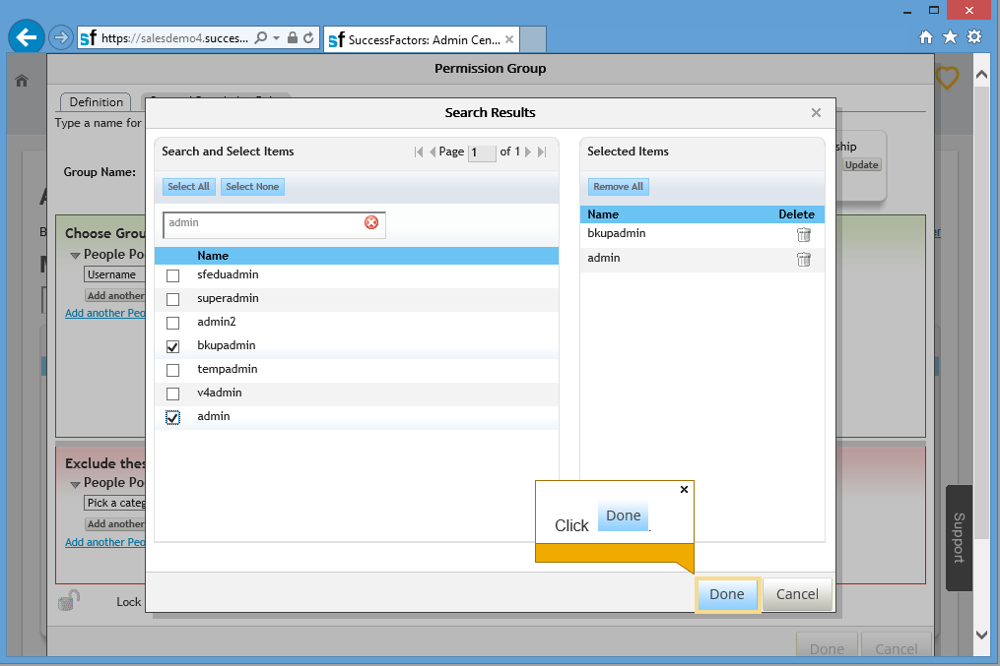 sf https://salesdemo4.succes...
sf SuccessFactors: Admin Cen...
Permission Group
Definition
Type a name for
Group Name:
ship
Update
Choose Grou
People Po
Username
Add another
Add another Peo
Exclude thes
People Po
Pick a categ
Add another
Add another Peo
Lock
Search Results
Search and Select Items
Page 1 of 1
Select All Select None
admin
Name
sfeduadmin
superadmin
admin2
bkupadmin
tempadmin
v4admin
admin
Selected Items
Remove All
Name Delete
bkupadmin
admin
Click Done.
Done Cancel
Support
Done Cancel